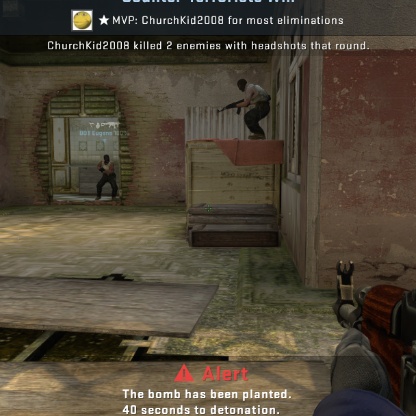 Counter-Terrorists Win
★ MVP: ChurchKid2008 for most eliminations
ChurchKid2008 killed 2 enemies with headshots that round.
Alert
The bomb has been planted.
40 seconds to detonation.